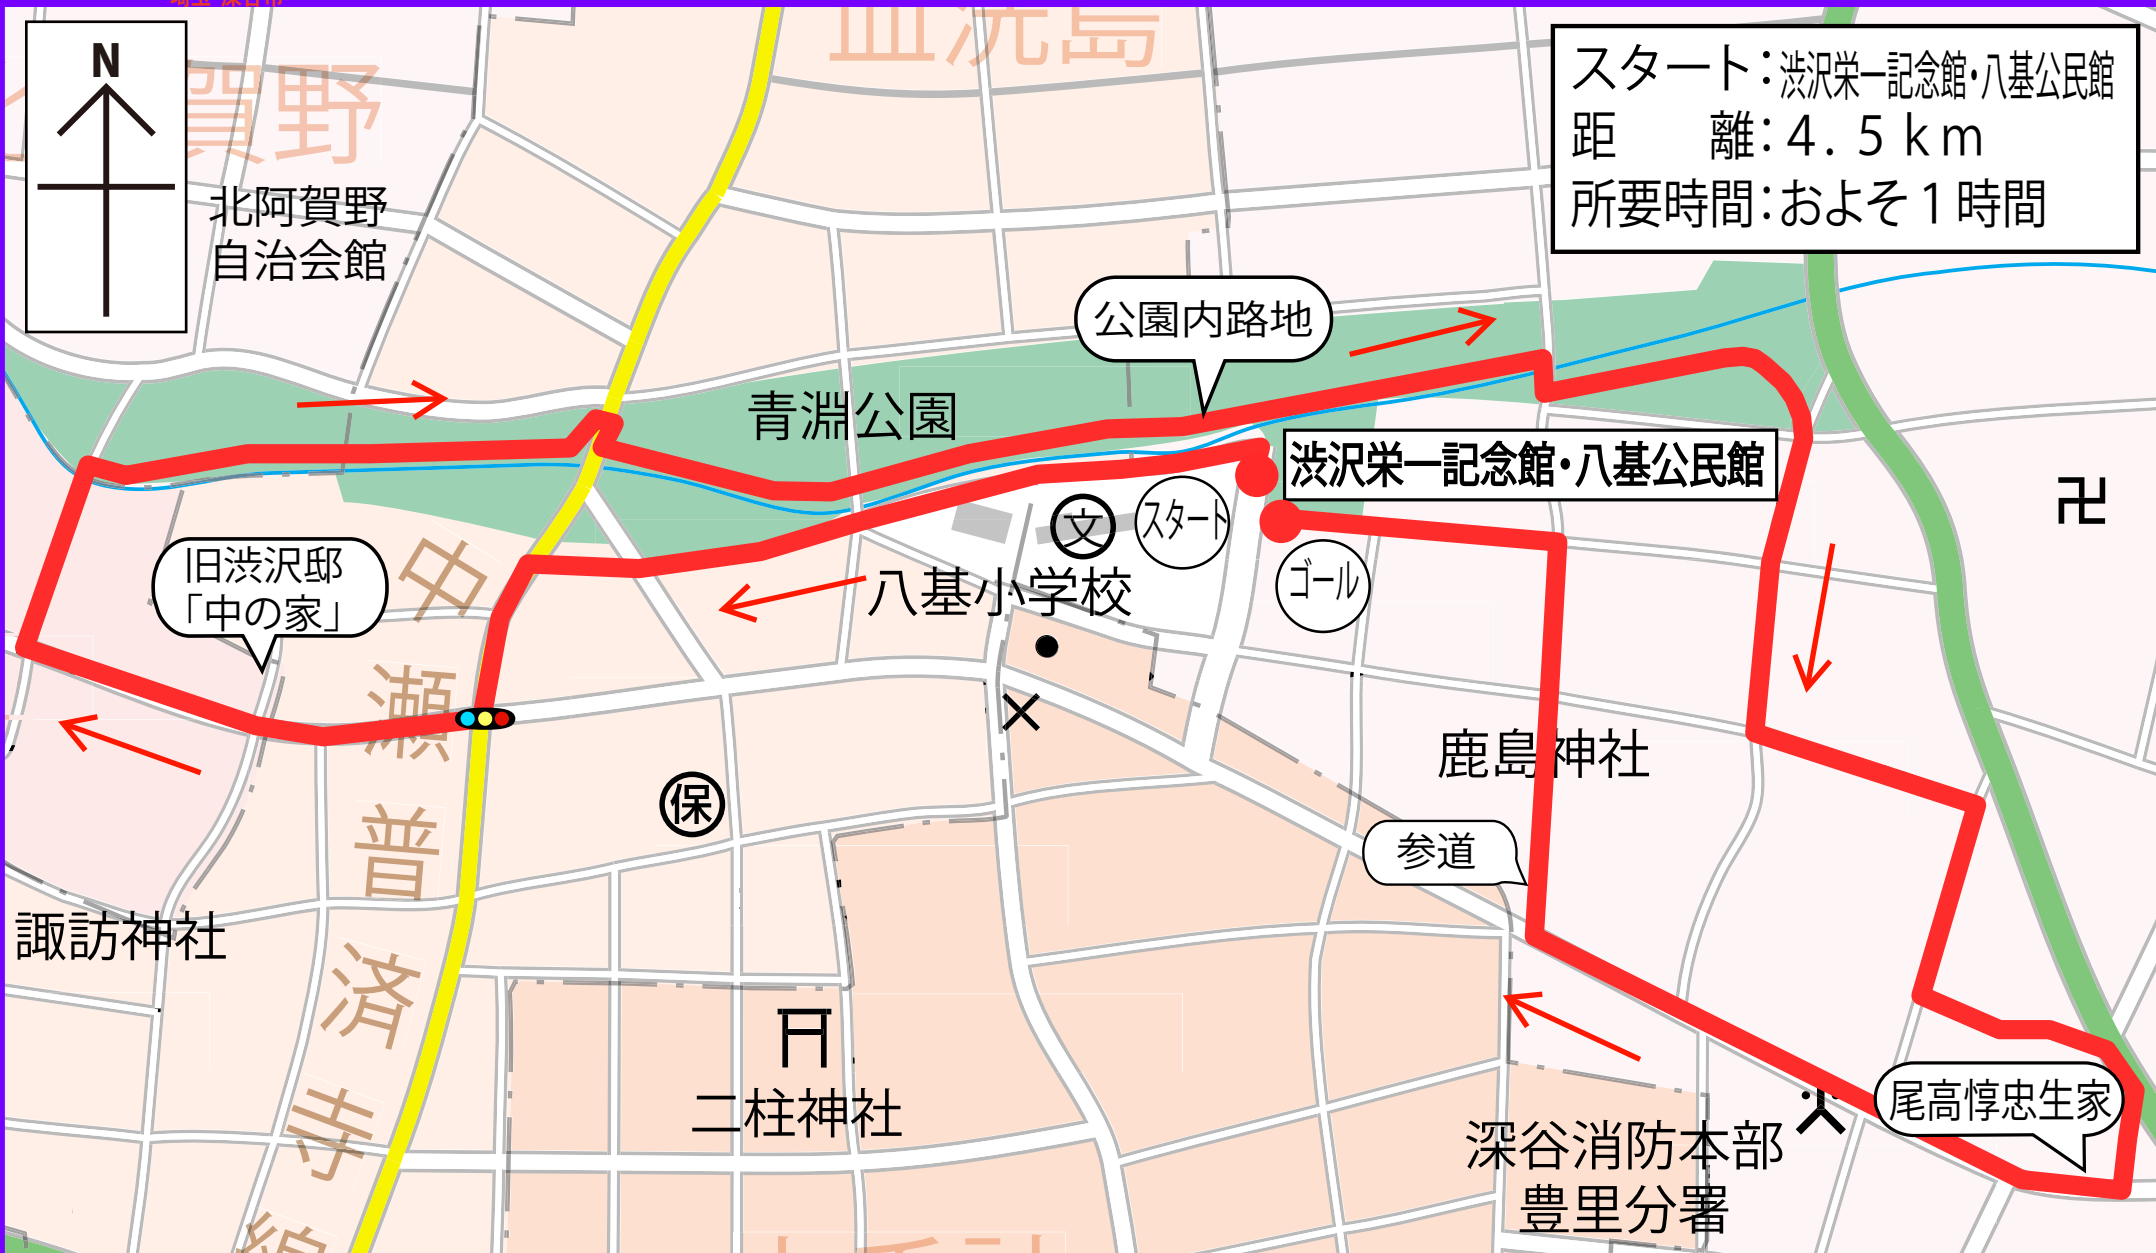 N
賀野
血洗島
スタート：渋沢栄一記念館・八基公民館
距　　離：４．５ｋｍ
所要時間：およそ１時間
北阿賀野
自治会館
公園内路地
青淵公園
渋沢栄一記念館・八基公民館
文
スタート
ゴール
旧渋沢邸
「中の家」
八基小学校
中瀬普済寺線
鹿島神社
保
参道
諏訪神社
二柱神社
尾高惇忠生家
深谷消防本部
豊里分署